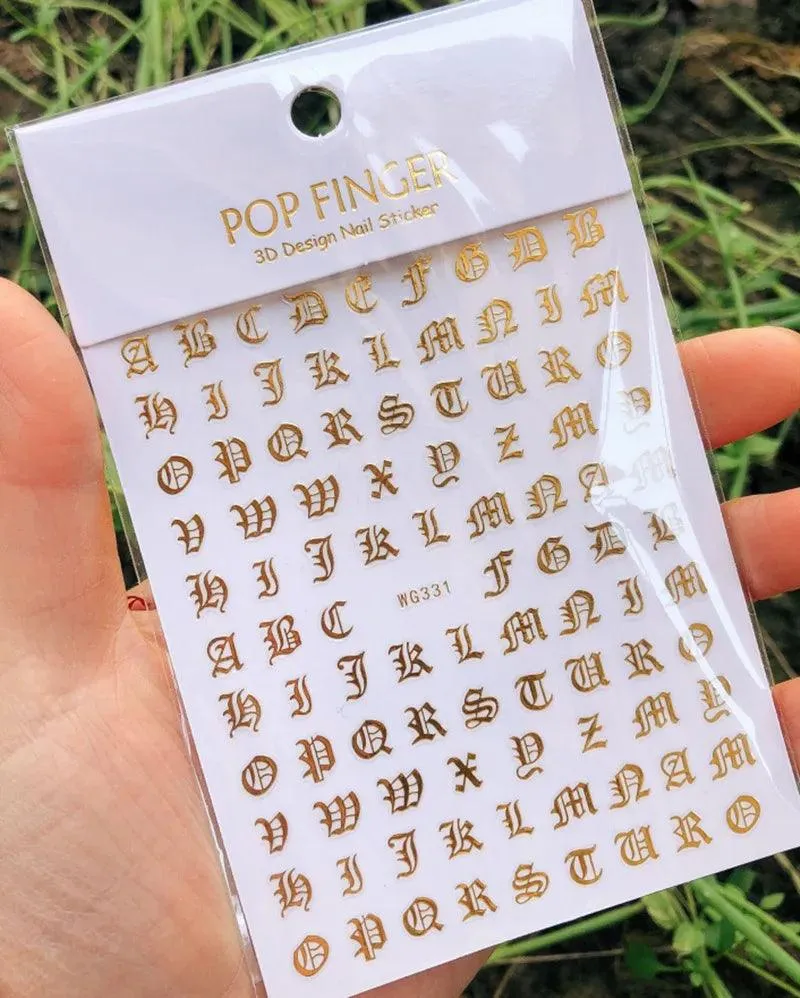 POP FINGER
3D Design Nail Sticker
A B C D E F G D B
H I J K L M N I M
O P Q R S T U R O
V W W X Y Z M Y
H I J K L M N A M
A B C WG331 F G D B
H I J K L M N I M
O P Q R S T U R O
V W W X Y Z M Y
H I J K L M N A M
O P Q R S T U R O